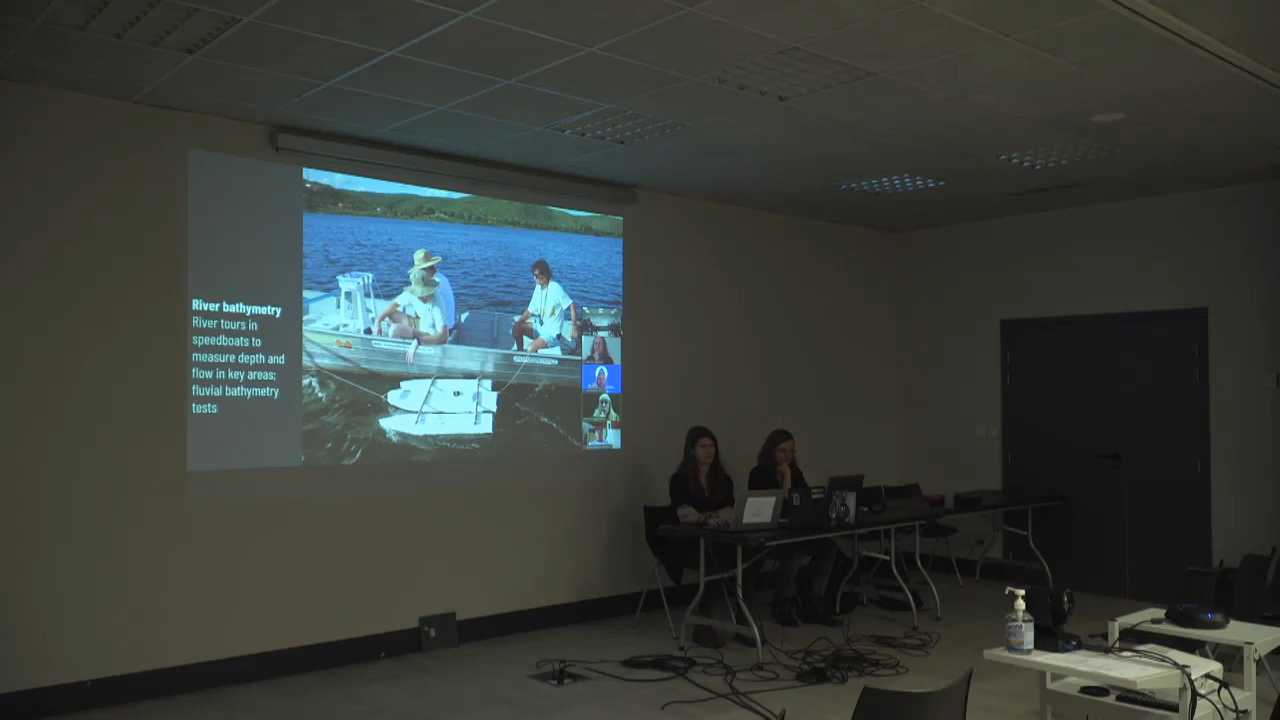 River bathymetry
River tours in
speedboats to
measure depth and
flow in key areas;
fluvial bathymetry
tests